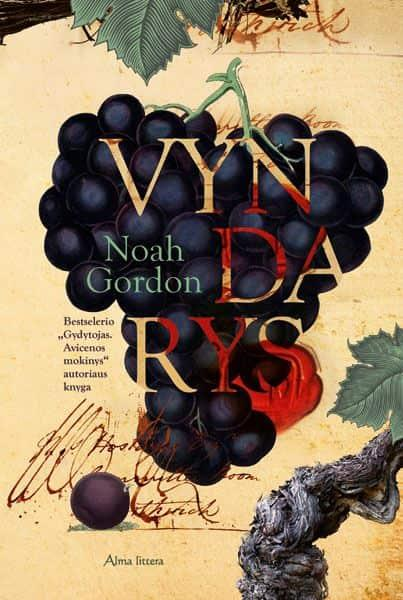 VYN
DA
RYS
Noah
Gordon
Bestselerio
„Gydytojas.
Avicenos
mokinys“
autoriaus
knyga
Alma littera